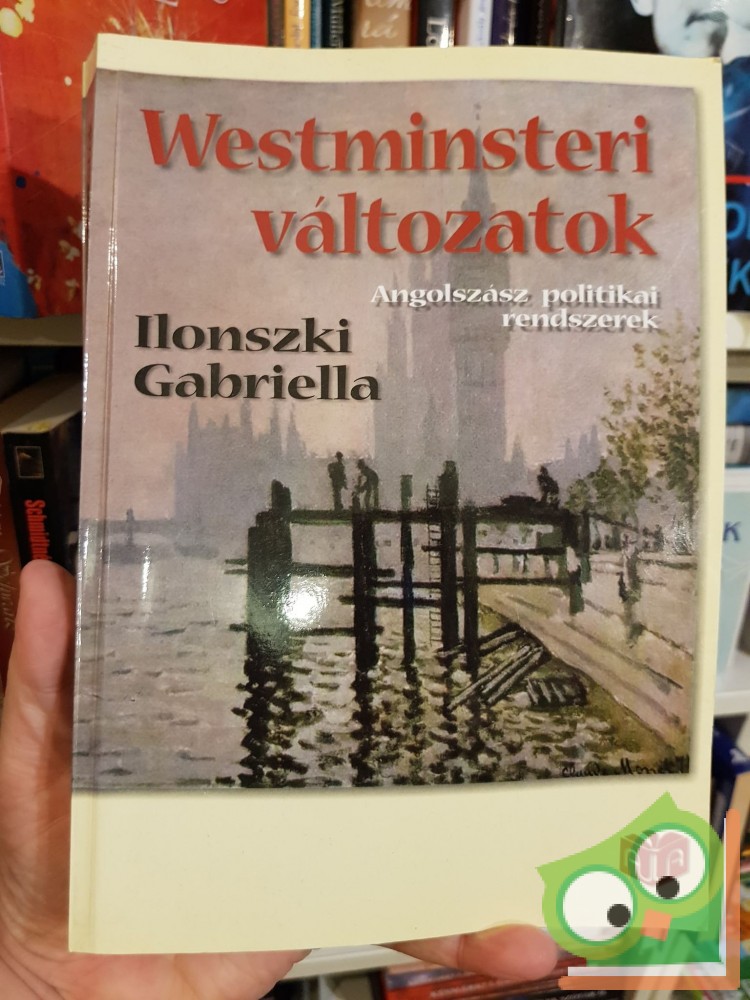 Westminsteri
változatok
Angolszász politikai
rendszerek
Ilonszki
Gabriella